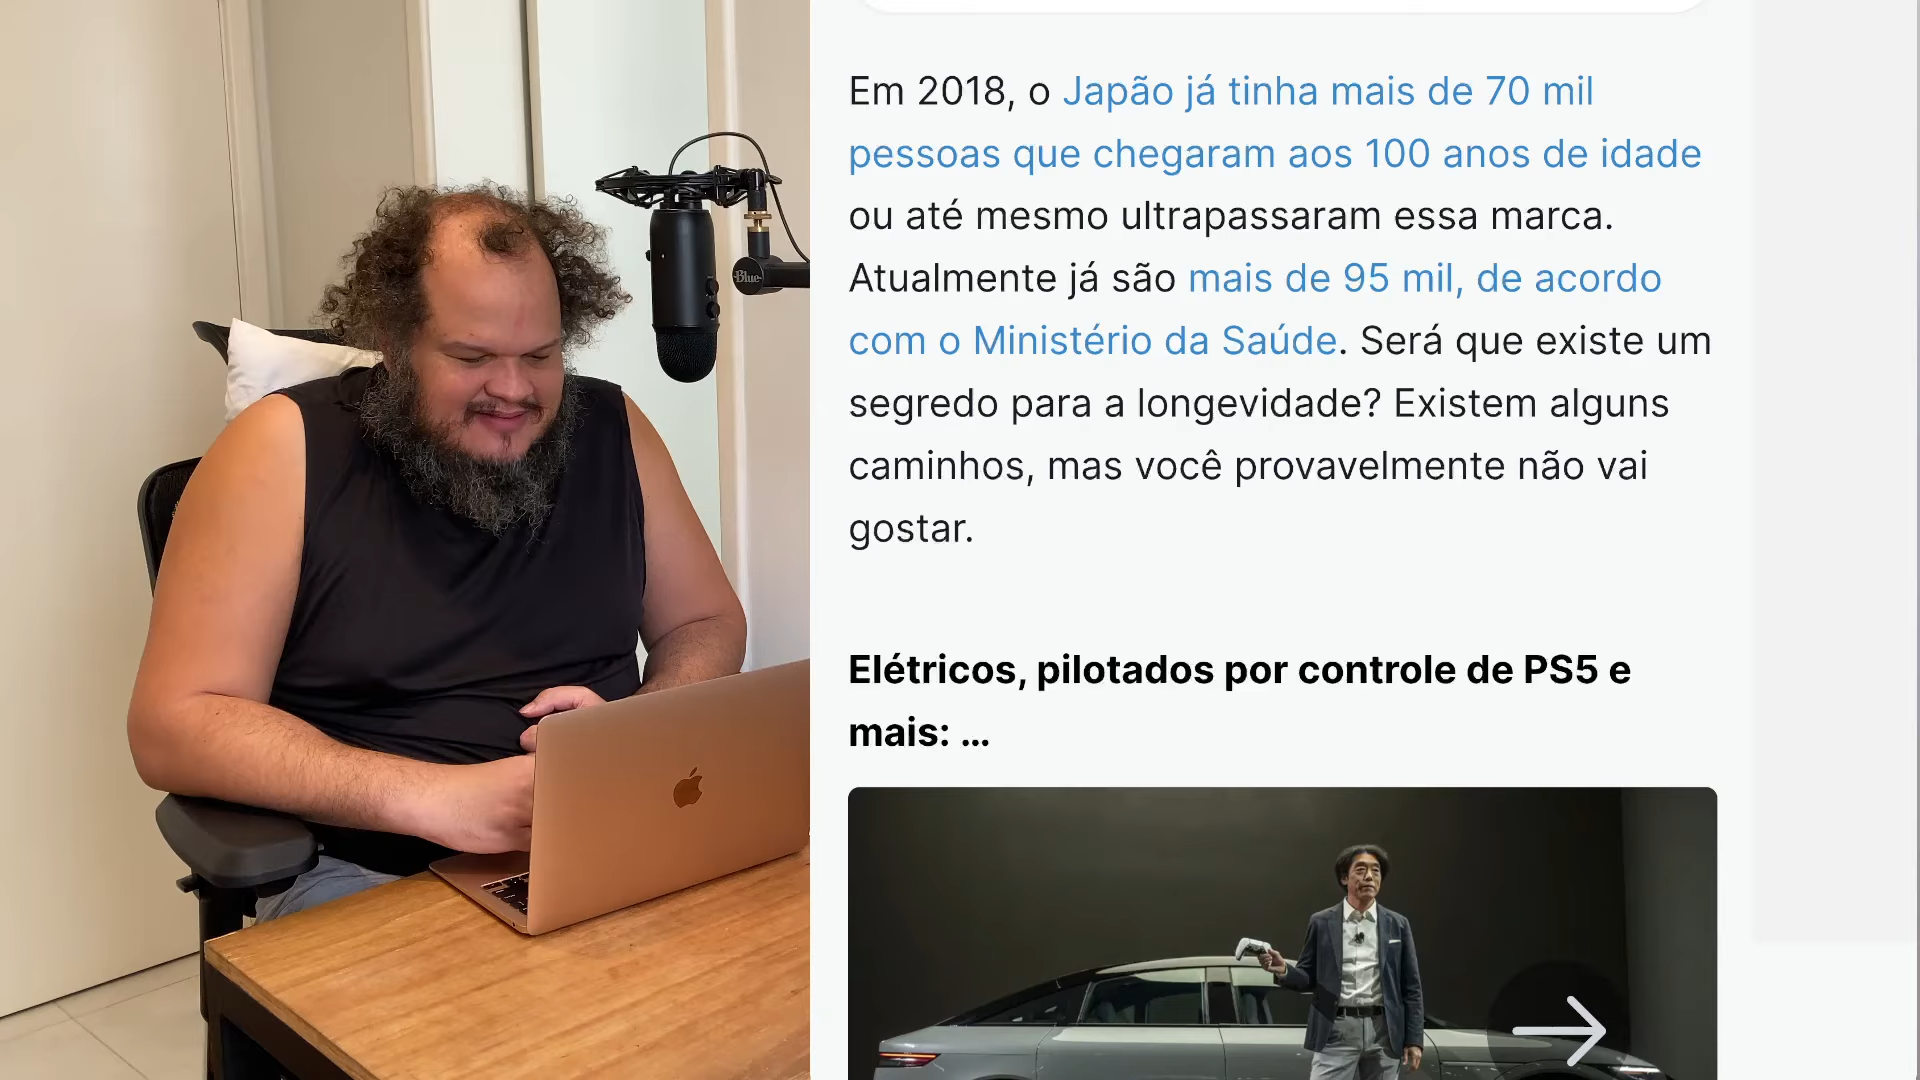 Em 2018, o Japão já tinha mais de 70 mil
pessoas que chegaram aos 100 anos de idade
ou até mesmo ultrapassaram essa marca.
Atualmente já são mais de 95 mil, de acordo
com o Ministério da Saúde. Será que existe um
segredo para a longevidade? Existem alguns
caminhos, mas você provavelmente não vai
gostar.
Elétricos, pilotados por controle de PS5 e
mais: ...
Blue